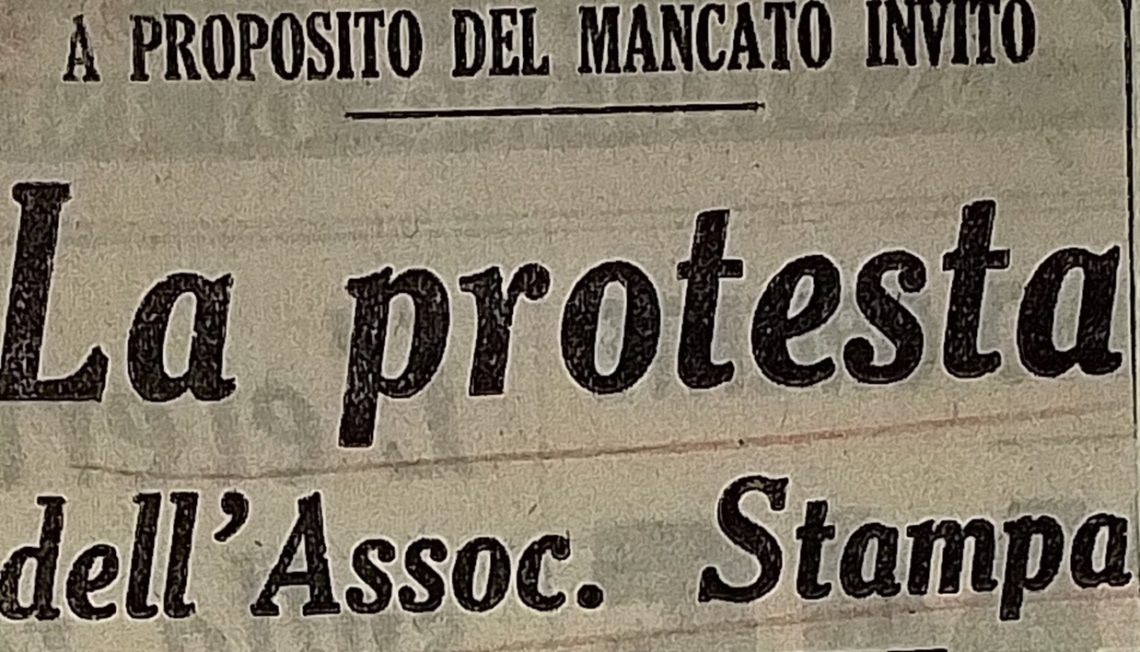 A PROPOSITO DEL MANCATO INVITO
La protesta
dell'Assoc. Stampa